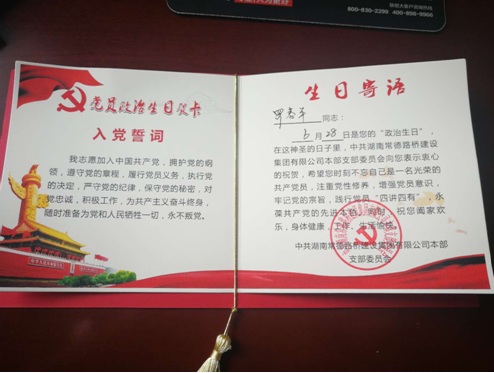 800-830-2299 400-898-9966
党员政治生日贺卡
入党誓词
我志愿加入中国共产党，拥护党的纲
领，遵守党的章程，履行党员义务，执行党
的决定，严守党的纪律，保守党的秘密，对
党忠诚，积极工作，为共产主义奋斗终身，
随时准备为党和人民牺牲一切，永不叛党。
生日寄语
同志：
6月28日是您的“政治生日”，
在这神圣的日子里，中共湖南常德路桥建设
集团有限公司本部支部委员会向您表示衷心
的祝贺，希望您时刻不忘自己是一名光荣的
共产党员，注重党性修养，增强党员意识，
牢记党的宗旨，践行党员“四讲四有”，永
葆共产党的先进本色。同时，祝您阖家欢
乐，身体健康，工作、生活愉快。
中共湖南常德路桥建设集团有限公司本部
支部委员会